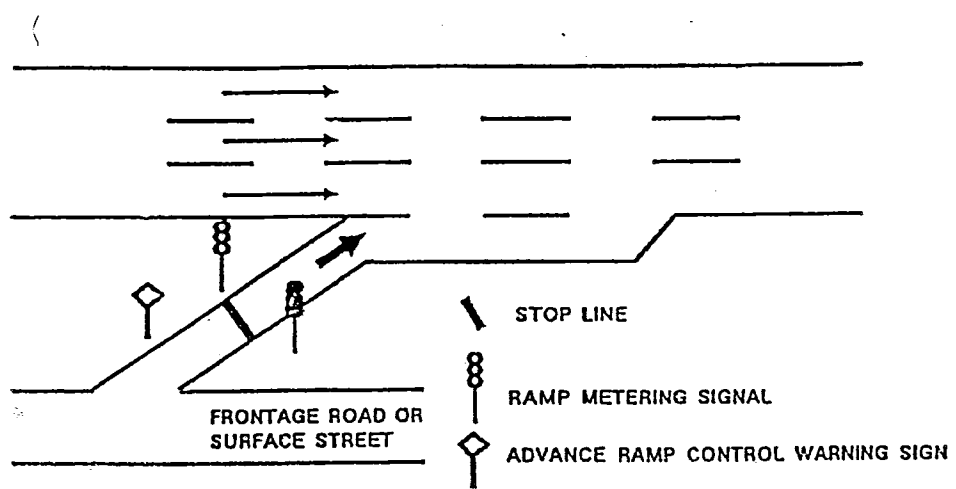 STOP LINE
RAMP METERING SIGNAL
FRONTAGE ROAD OR
SURFACE STREET
ADVANCE RAMP CONTROL WARNING SIGN